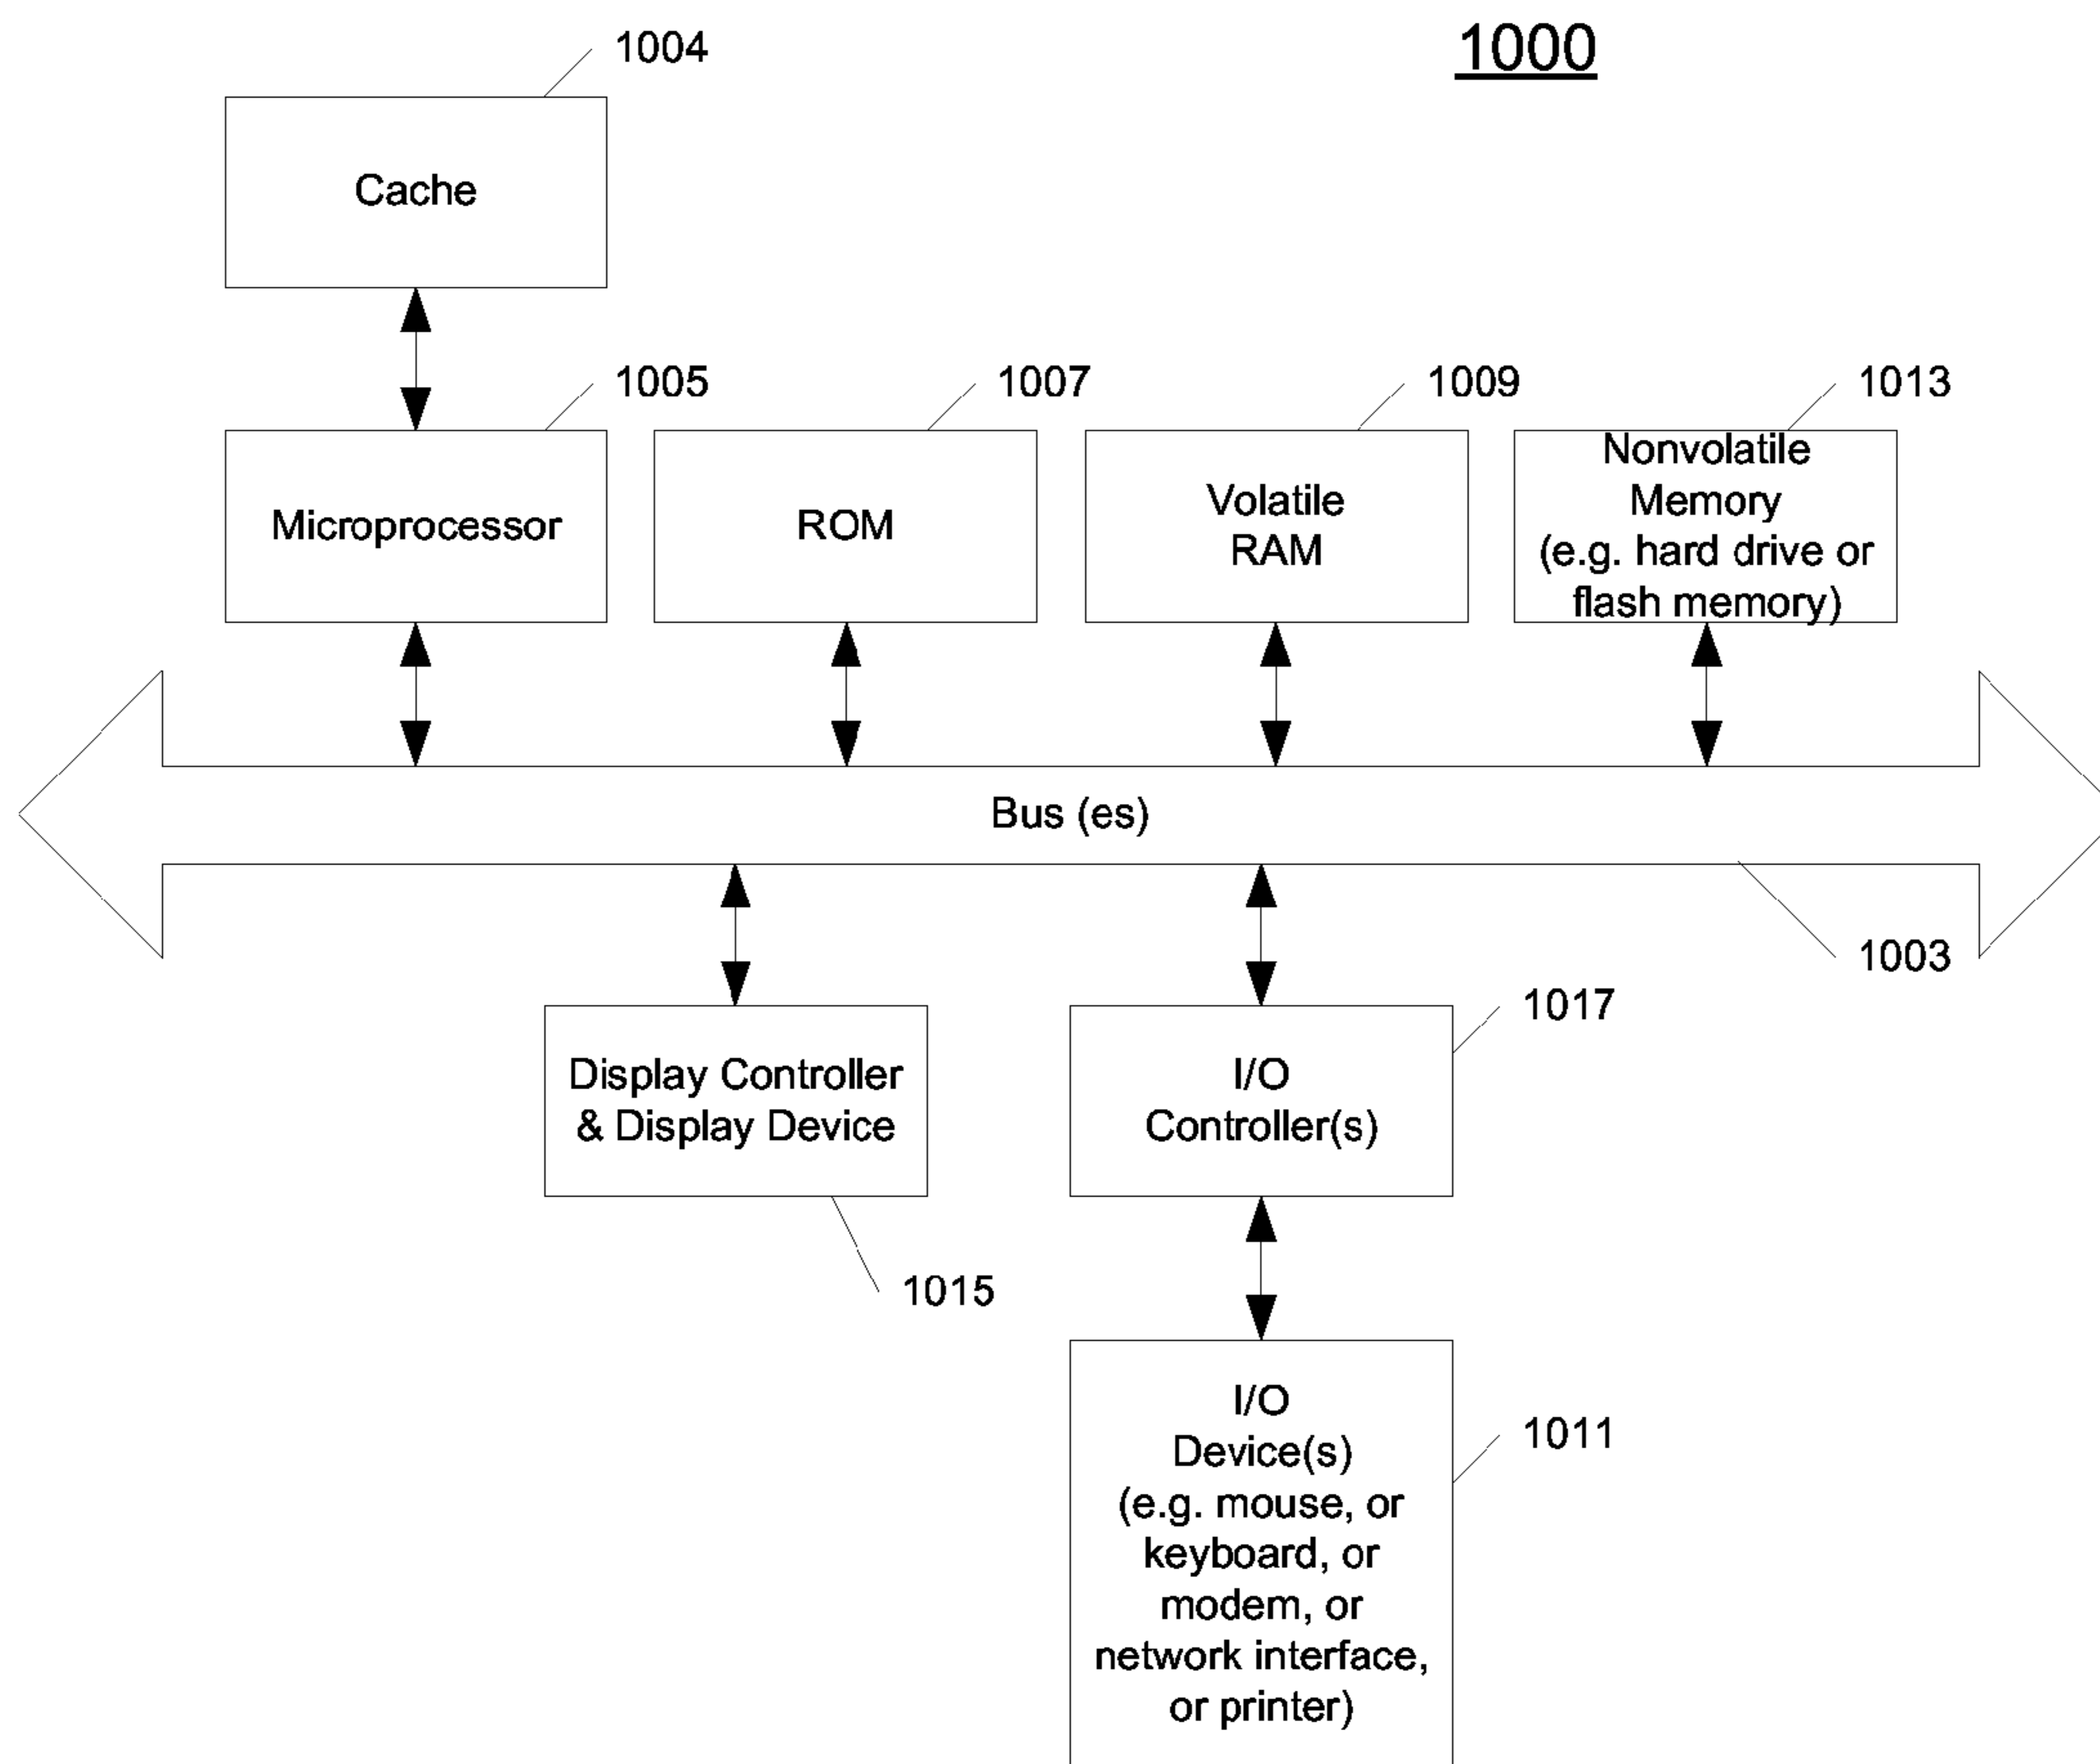 1004
1000
Cache
1005
1007
1009
1013
Microprocessor
ROM
Volatile
RAM
Nonvolatile
Memory
(e.g. hard drive or
flash memory)
Bus (es)
1003
1017
Display Controller
& Display Device
I/O
Controller(s)
1015
1011
I/O
Device(s)
(e.g. mouse, or
keyboard, or
modem, or
network interface,
or printer)